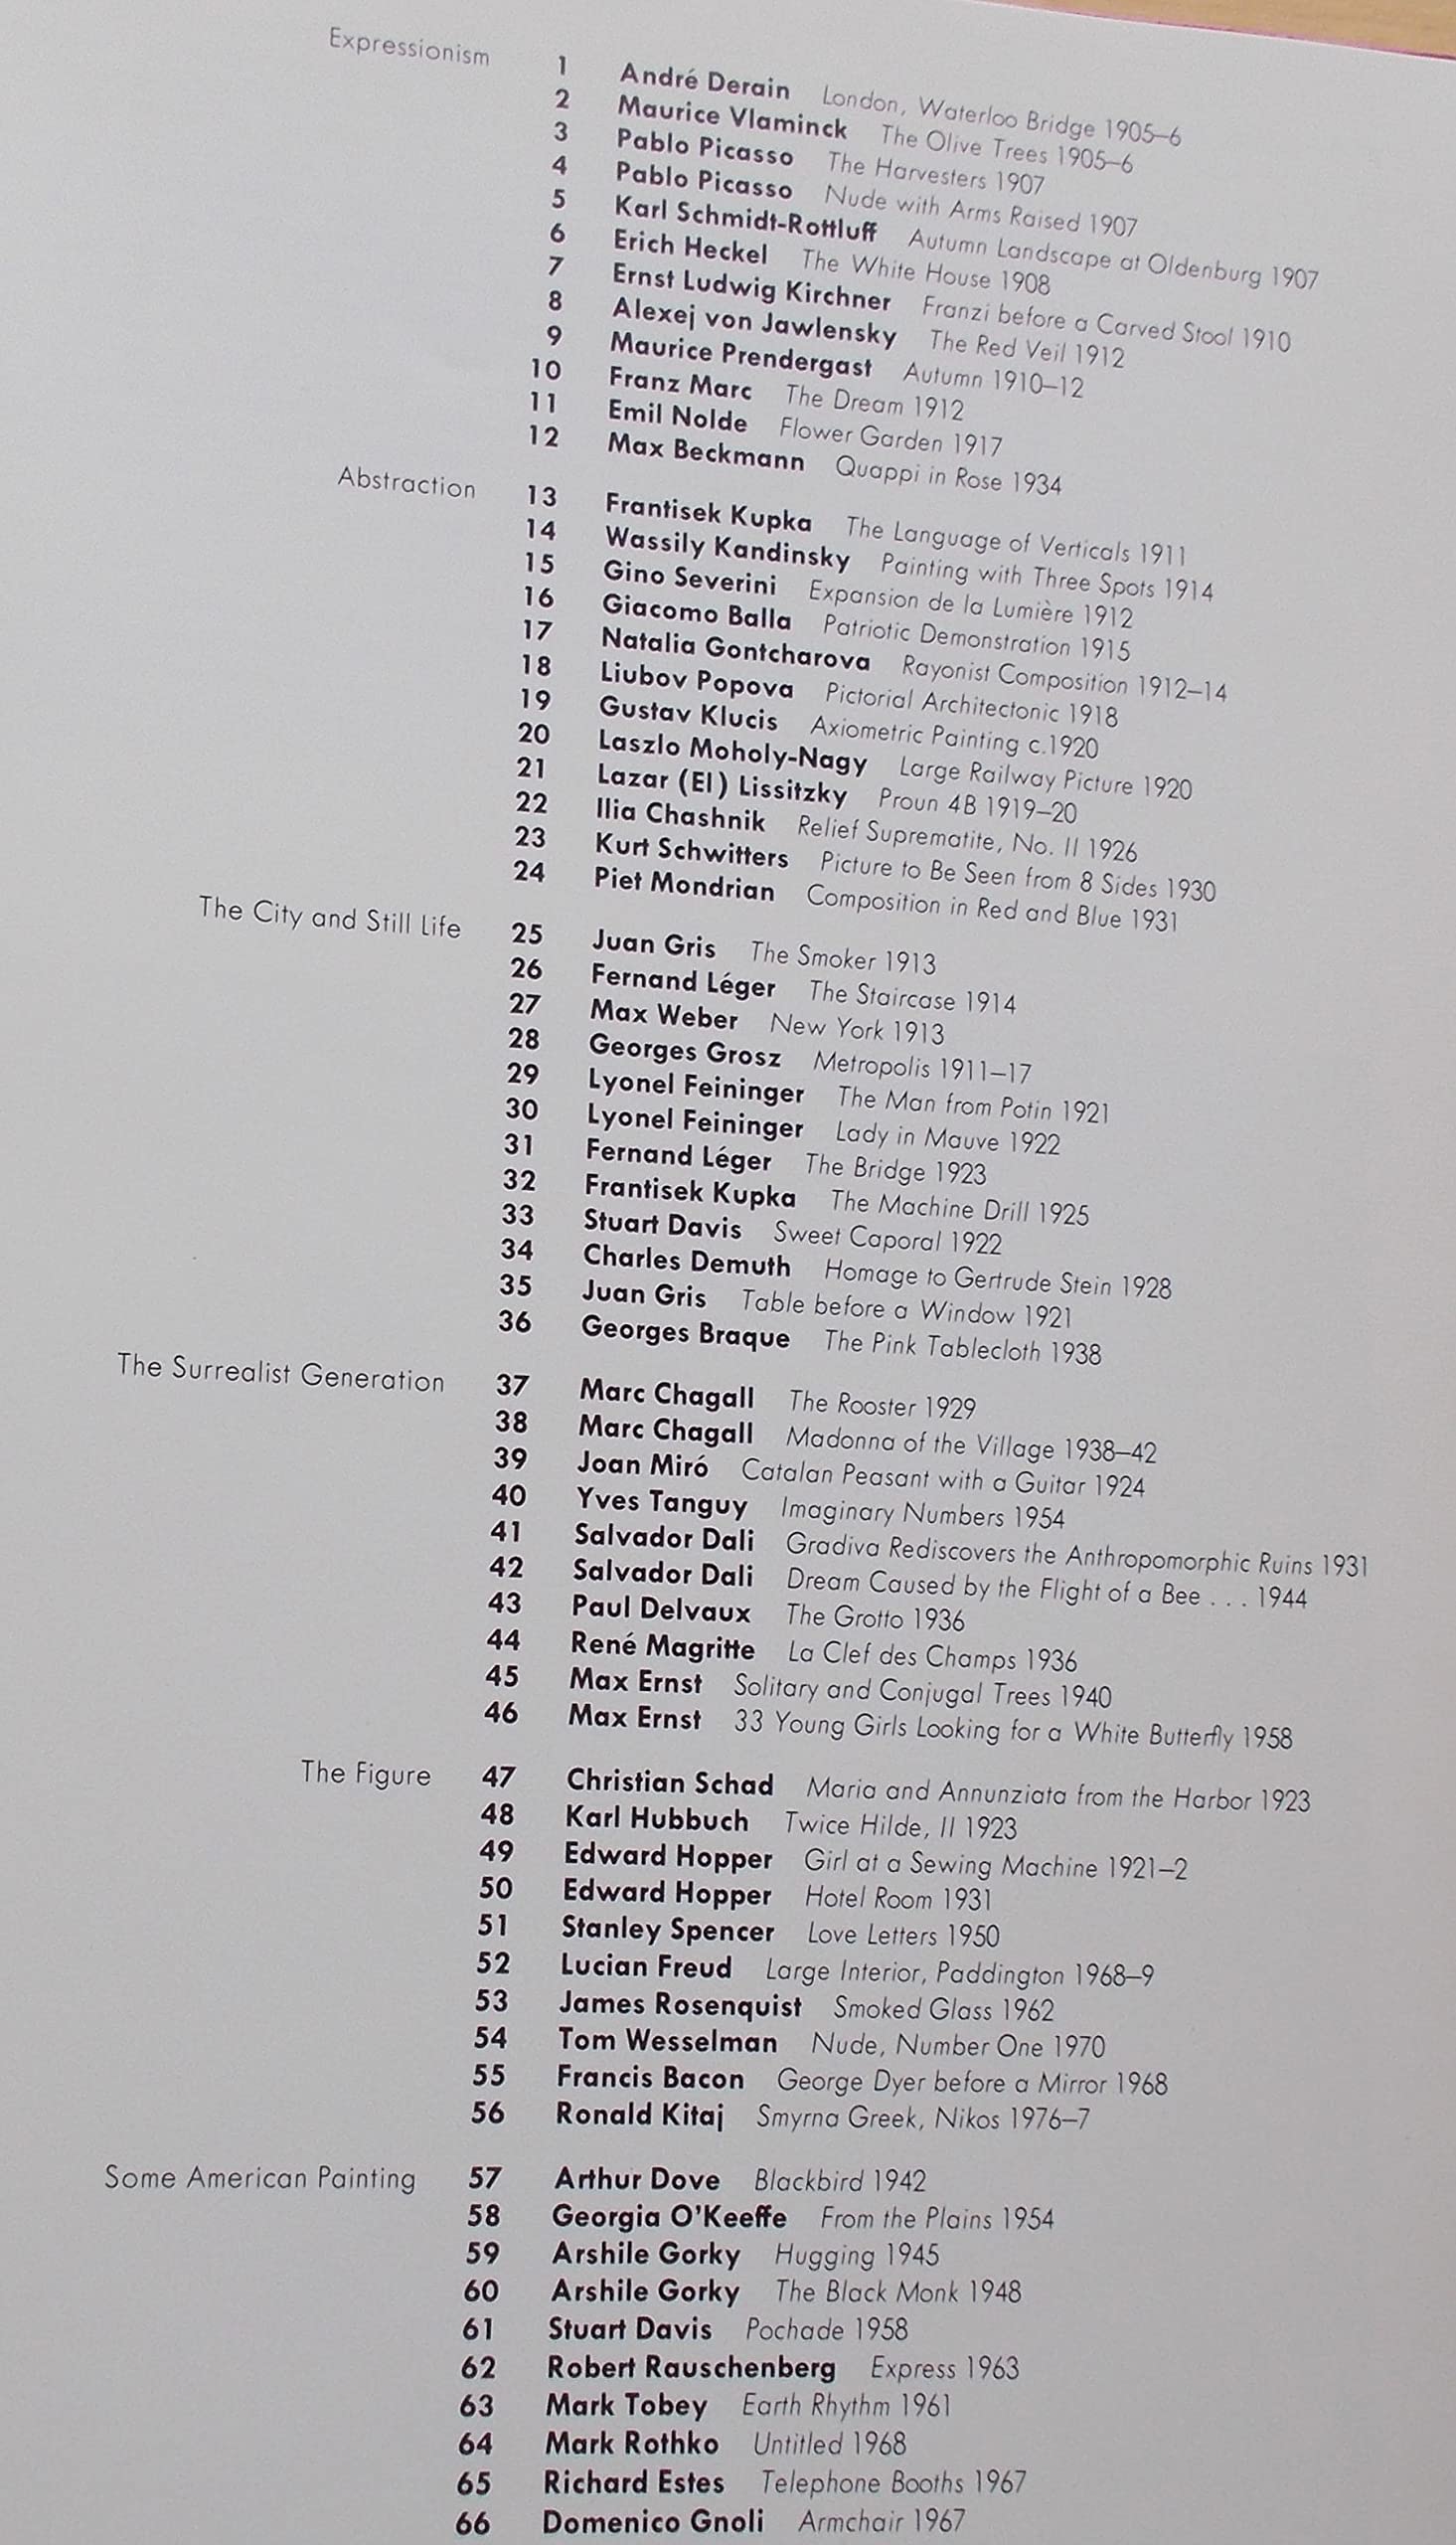 Expressionism 1 André Derain London, Waterloo Bridge 1905–6
2 Maurice Vlaminck The Olive Trees 1905–6
3 Pablo Picasso The Harvesters 1907
4 Pablo Picasso Nude with Arms Raised 1907
5 Karl Schmidt-Rottluff Autumn Landscape at Oldenburg 1907
6 Erich Heckel The White House 1908
7 Ernst Ludwig Kirchner Franzi before a Carved Stool 1910
8 Alexej von Jawlensky The Red Veil 1912
9 Maurice Prendergast Autumn 1910–12
10 Franz Marc The Dream 1912
11 Emil Nolde Flower Garden 1917
12 Max Beckmann Quappi in Rose 1934
Abstraction 13 Frantisek Kupka The Language of Verticals 1911
14 Wassily Kandinsky Painting with Three Spots 1914
15 Gino Severini Expansion de la Lumière 1912
16 Giacomo Balla Patriotic Demonstration 1915
17 Natalia Gontcharova Rayonist Composition 1912–14
18 Liubov Popova Pictorial Architectonic 1918
19 Gustav Klucis Axiometric Painting c.1920
20 Laszlo Moholy-Nagy Large Railway Picture 1920
21 Lazar (El) Lissitzky Proun 4B 1919–20
22 Ilia Chashnik Relief Suprematite, No. II 1926
23 Kurt Schwitters Picture to Be Seen from 8 Sides 1930
24 Piet Mondrian Composition in Red and Blue 1931
The City and Still Life 25 Juan Gris The Smoker 1913
26 Fernand Léger The Staircase 1914
27 Max Weber New York 1913
28 Georges Grosz Metropolis 1911–17
29 Lyonel Feininger The Man from Potin 1921
30 Lyonel Feininger Lady in Mauve 1922
31 Fernand Léger The Bridge 1923
32 Frantisek Kupka The Machine Drill 1925
33 Stuart Davis Sweet Caporal 1922
34 Charles Demuth Homage to Gertrude Stein 1928
35 Juan Gris Table before a Window 1921
36 Georges Braque The Pink Tablecloth 1938
The Surrealist Generation 37 Marc Chagall The Rooster 1929
38 Marc Chagall Madonna of the Village 1938–42
39 Joan Miró Catalan Peasant with a Guitar 1924
40 Yves Tanguy Imaginary Numbers 1954
41 Salvador Dali Gradiva Rediscovers the Anthropomorphic Ruins 1931
42 Salvador Dali Dream Caused by the Flight of a Bee . . . 1944
43 Paul Delvaux The Grotto 1936
44 René Magritte La Clef des Champs 1936
45 Max Ernst Solitary and Conjugal Trees 1940
46 Max Ernst 33 Young Girls Looking for a White Butterfly 1958
The Figure 47 Christian Schad Maria and Annunziata from the Harbor 1923
48 Karl Hubbuch Twice Hilde, II 1923
49 Edward Hopper Girl at a Sewing Machine 1921–2
50 Edward Hopper Hotel Room 1931
51 Stanley Spencer Love Letters 1950
52 Lucian Freud Large Interior, Paddington 1968–9
53 James Rosenquist Smoked Glass 1962
54 Tom Wesselman Nude, Number One 1970
55 Francis Bacon George Dyer before a Mirror 1968
56 Ronald Kitaj Smyrna Greek, Nikos 1976–7
Some American Painting 57 Arthur Dove Blackbird 1942
58 Georgia O'Keeffe From the Plains 1954
59 Arshile Gorky Hugging 1945
60 Arshile Gorky The Black Monk 1948
61 Stuart Davis Pochade 1958
62 Robert Rauschenberg Express 1963
63 Mark Tobey Earth Rhythm 1961
64 Mark Rothko Untitled 1968
65 Richard Estes Telephone Booths 1967
66 Domenico Gnoli Armchair 1967